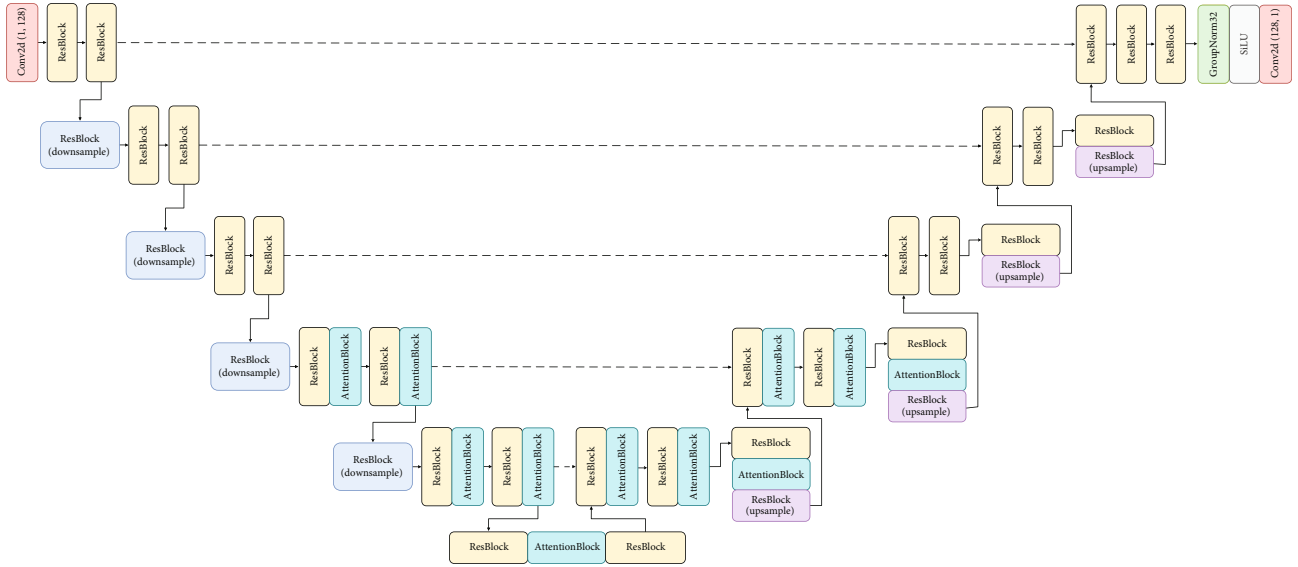 Conv2d (1, 128)
ResBlock
ResBlock
ResBlock
ResBlock
ResBlock
GroupNorm32
SiLU
Conv2d (128, 1)
ResBlock
(downsample)
ResBlock
ResBlock
ResBlock
ResBlock
ResBlock
ResBlock
(upsample)
ResBlock
(downsample)
ResBlock
ResBlock
ResBlock
ResBlock
ResBlock
ResBlock
(upsample)
ResBlock
(downsample)
ResBlock
AttentionBlock
ResBlock
AttentionBlock
ResBlock
AttentionBlock
ResBlock
AttentionBlock
ResBlock
AttentionBlock
ResBlock
(upsample)
ResBlock
(downsample)
ResBlock
AttentionBlock
ResBlock
AttentionBlock
ResBlock
AttentionBlock
ResBlock
AttentionBlock
ResBlock
AttentionBlock
ResBlock
(upsample)
ResBlock
AttentionBlock
ResBlock